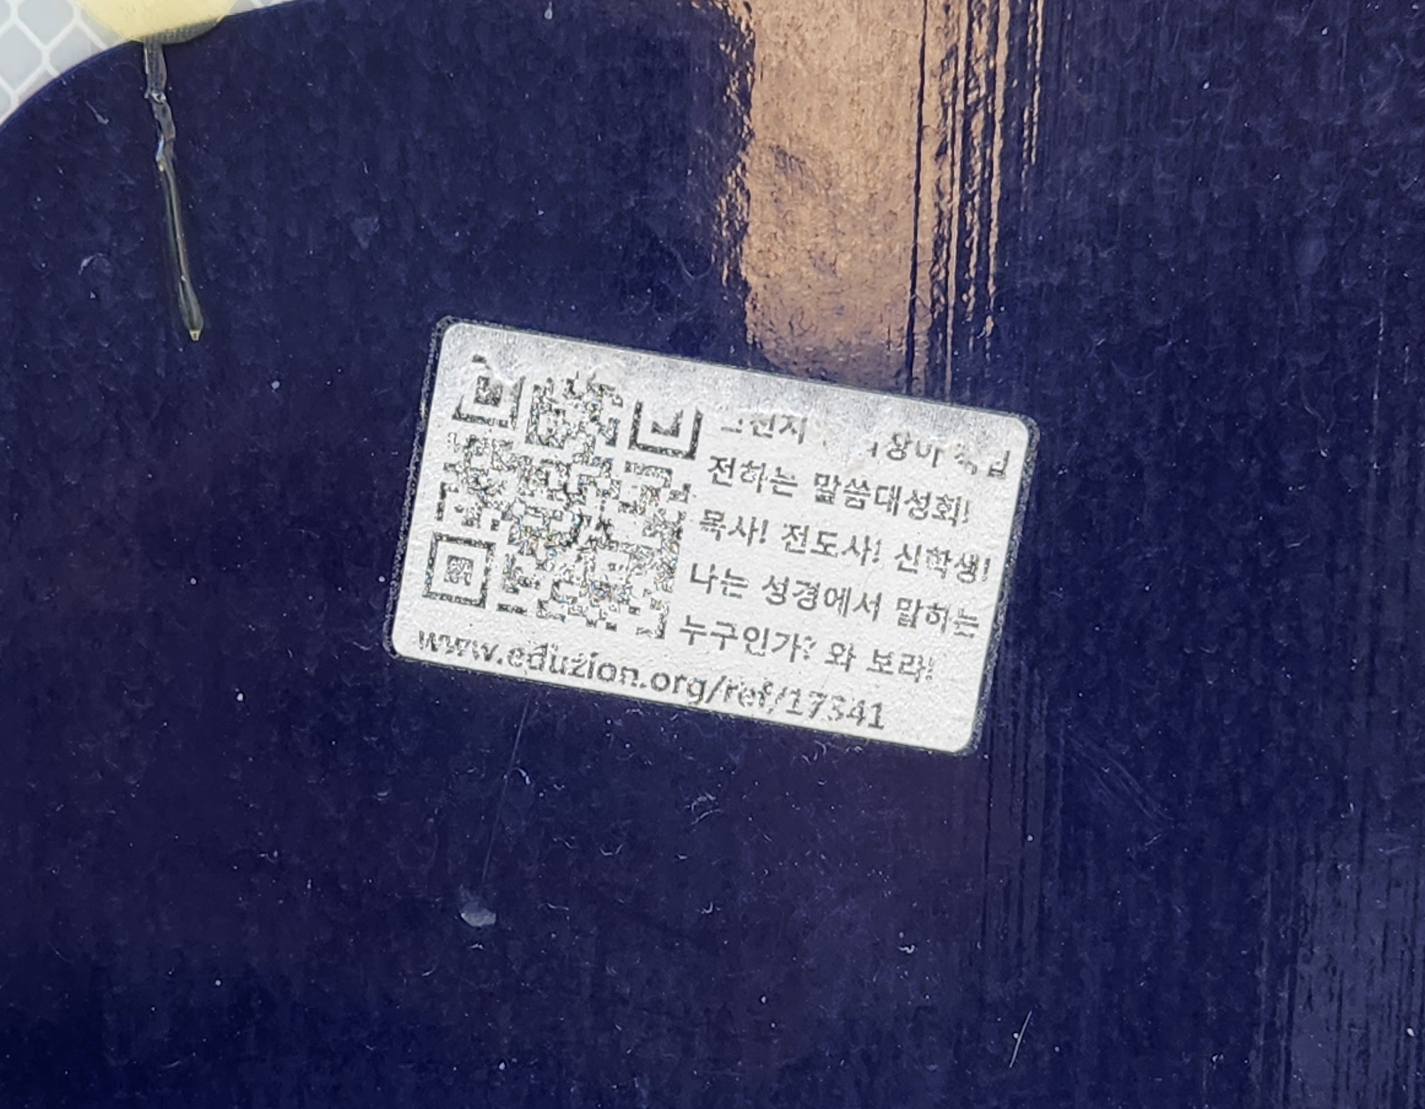 전하는 말씀대성회!
목사! 전도사! 신학생!
나는 성경에서 말하는
누구인가? 와 보라!
www.eduzion.org/ref/17341